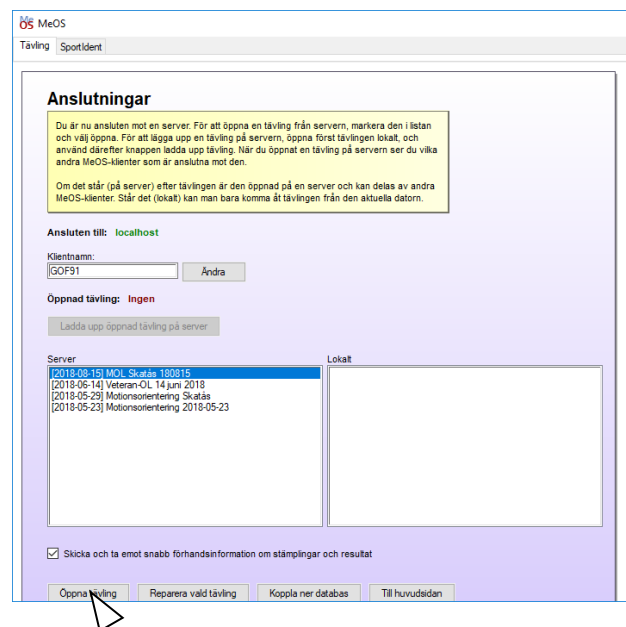 MeOS MeOS
Tävling SportIdent
Anslutningar
Du är nu ansluten mot en server. För att öppna en tävling från servern, markera den i listan
och välj öppna. För att lägga upp en tävling på servern, öppna först tävlingen lokalt, och
använd därefter knappen ladda upp tävling. När du öppnat en tävling på servern ser du vilka
andra MeOS-klienter som är anslutna mot den.
Om det står (på server) efter tävlingen är den öppnad på en server och kan delas av andra
MeOS-klienter. Står det (lokalt) kan man bara komma åt tävlingen från den aktuella datorn.
Ansluten till: localhost
Klientnamn:
GOF91 Ändra
Öppnad tävling: Ingen
Ladda upp öppnad tävling på server
Server Lokalt
[2018-08-15] MOL Skatås 180815
[2018-06-14] Veteran-OL 14 juni 2018
[2018-05-29] Motionsorientering Skatås
[2018-05-23] Motionsorientering 2018-05-23
Skicka och ta emot snabb förhandsinformation om stämplingar och resultat
Öppna tävling Reparera vald tävling Koppla ner databas Till huvudsidan